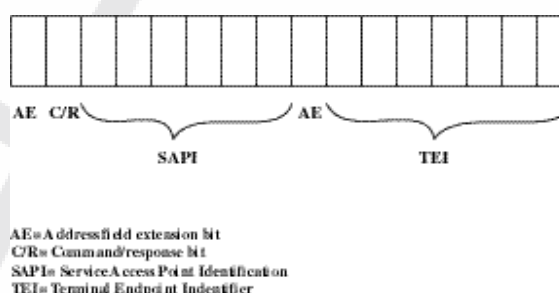 AE C/R AE
SAPI TEI
AE= Addressfield extension bit
C/R= Command/response bit
SAPI= Service Access Point Identification
TEI= Terminal Endpoint Indentifier